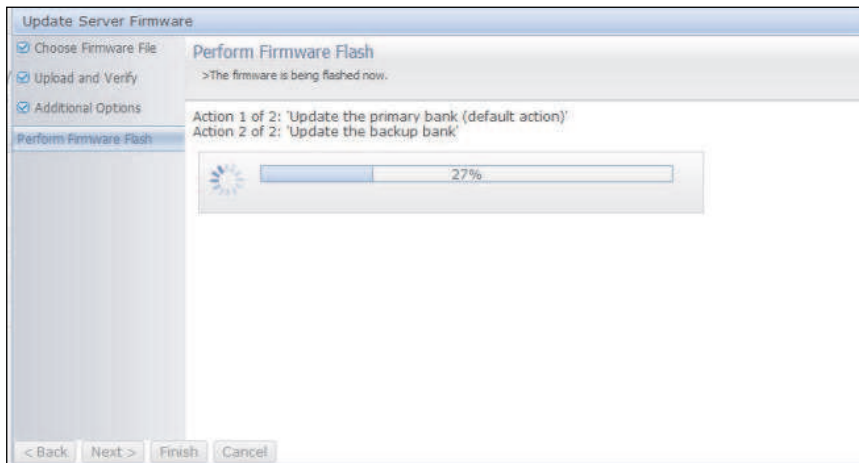 Update Server Firmware
Choose Firmware File
Upload and Verify
Additional Options
Perform Firmware Flash
Perform Firmware Flash
>The firmware is being flashed now.
Action 1 of 2: 'Update the primary bank (default action)'
Action 2 of 2: 'Update the backup bank'
27%
< Back
Next >
Finish
Cancel